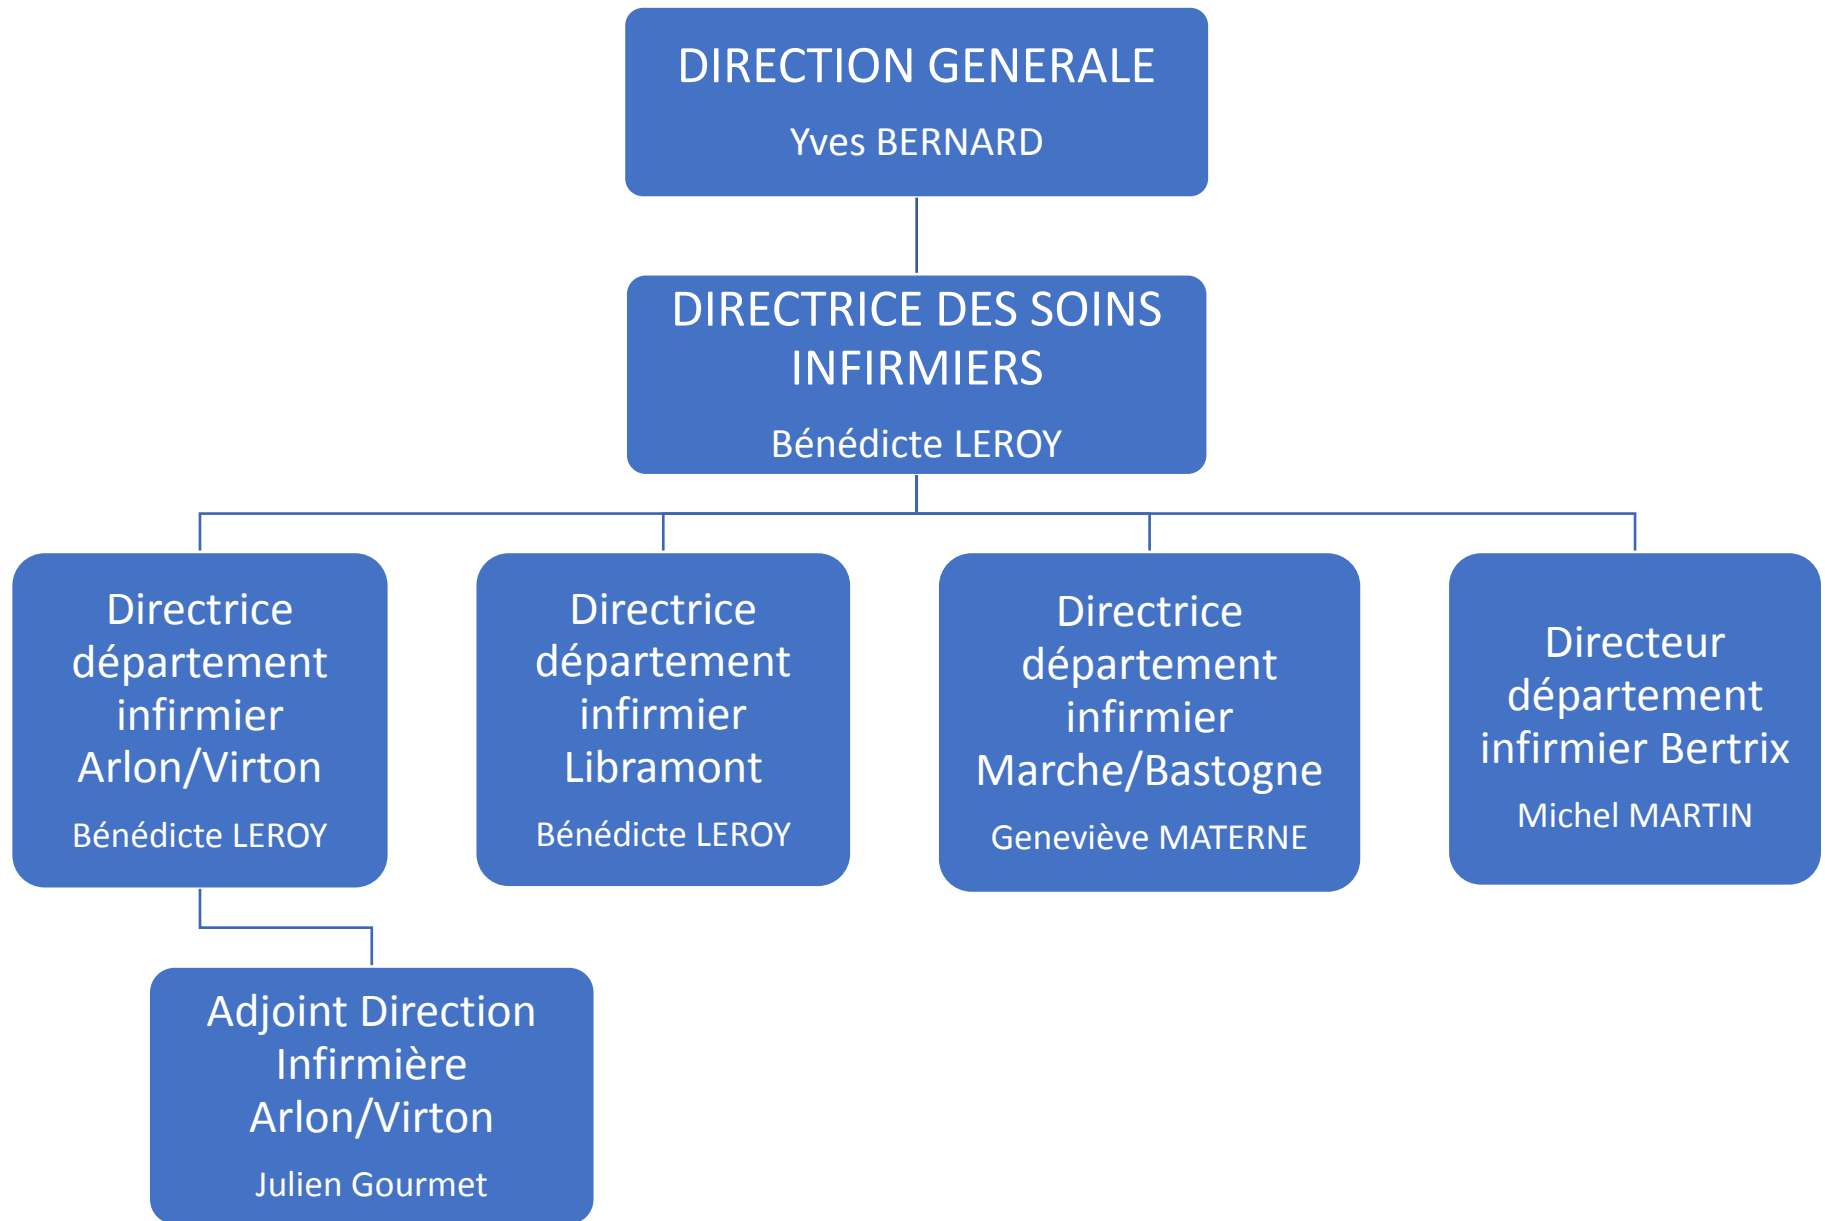 DIRECTION GENERALE
Yves BERNARD
DIRECTRICE DES SOINS
INFIRMIERS
Bénédicte LEROY
Directrice
département
infirmier
Arlon/Virton
Bénédicte LEROY
Directrice
département
infirmier
Libramont
Bénédicte LEROY
Directrice
département
infirmier
Marche/Bastogne
Geneviève MATERNE
Directeur
département
infirmier Bertrix
Michel MARTIN
Adjoint Direction
Infirmière
Arlon/Virton
Julien Gourmet